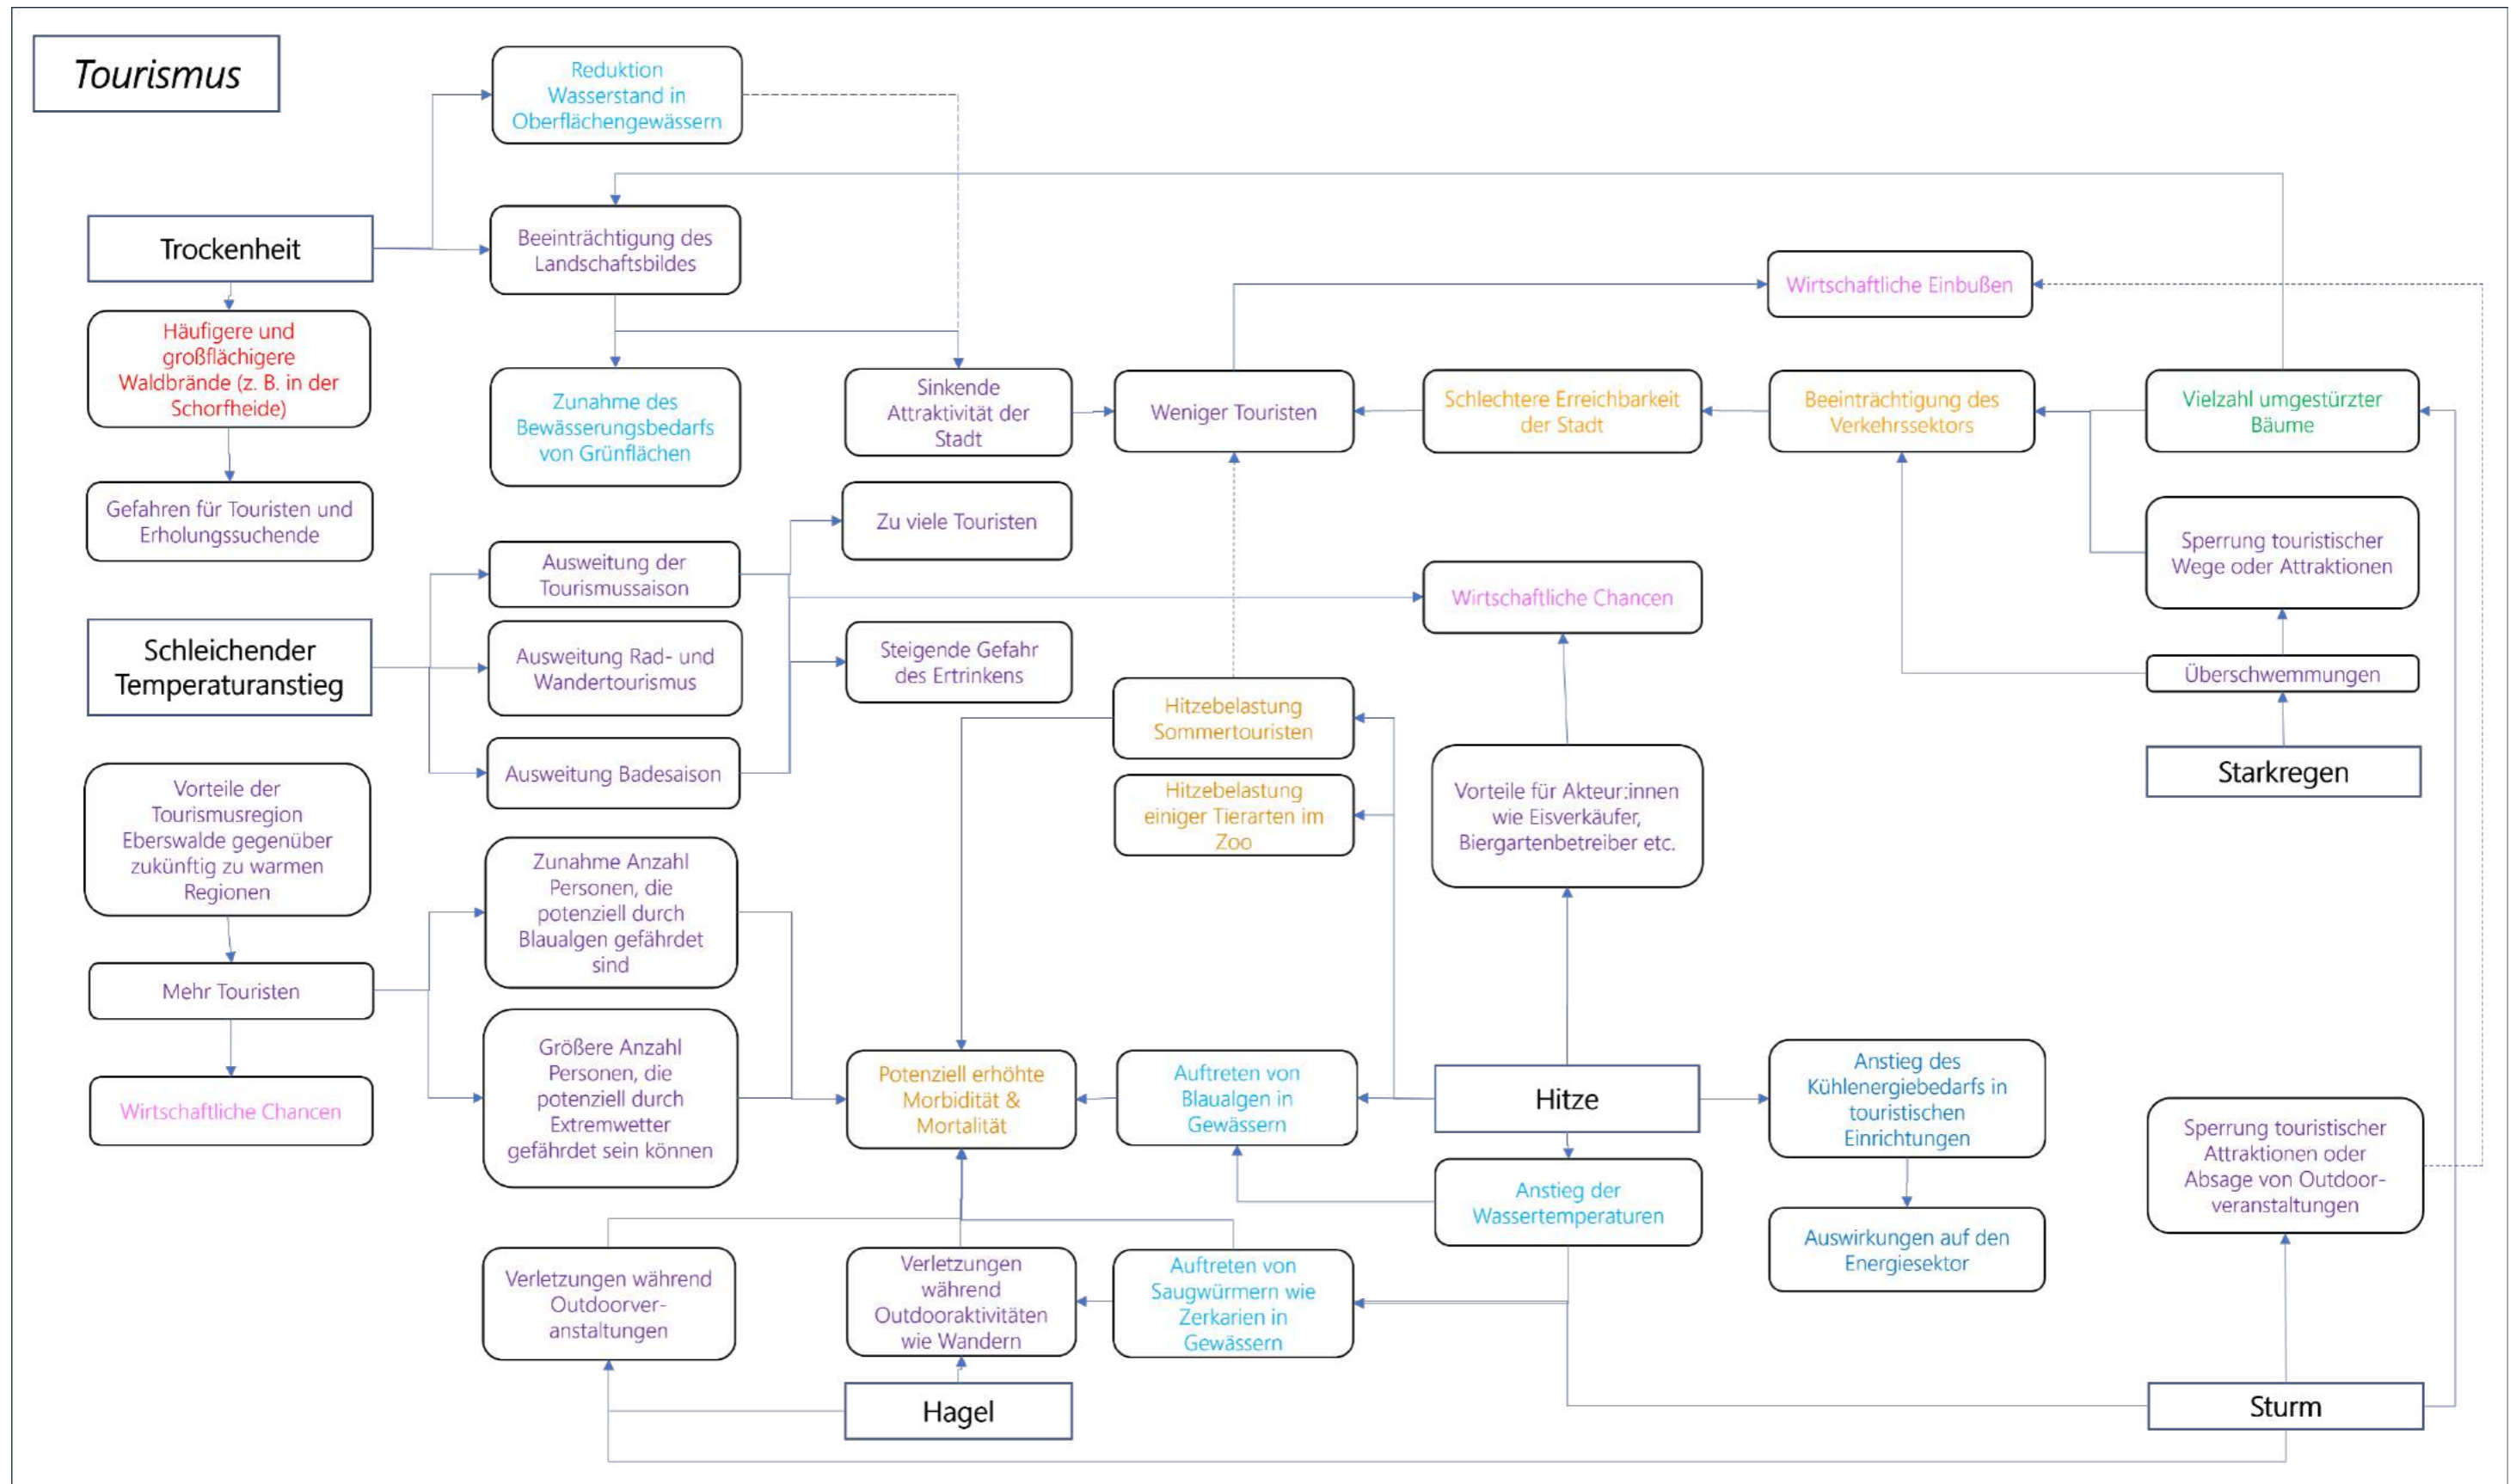 Tourismus
Reduktion
Wasserstand in
Oberflächengewässern
Trockenheit
Beeinträchtigung des
Landschaftsbildes
Wirtschaftliche Einbußen
Häufigere und
großflächigere
Waldbrände (z. B. in der
Schorfheide)
Zunahme des
Bewässerungsbedarfs
von Grünflächen
Sinkende
Attraktivität der
Stadt
Weniger Touristen
Schlechtere Erreichbarkeit
der Stadt
Beeinträchtigung des
Verkehrssektors
Vielzahl umgestürzter
Bäume
Gefahren für Touristen und
Erholungssuchende
Zu viele Touristen
Sperrung touristischer
Wege oder Attraktionen
Ausweitung der
Tourismussaison
Wirtschaftliche Chancen
Schleichender
Temperaturanstieg
Ausweitung Rad- und
Wandertourismus
Steigende Gefahr
des Ertrinkens
Überschwemmungen
Hitzebelastung
Sommertouristen
Ausweitung Badesaison
Starkregen
Vorteile der
Tourismusregion
Eberswalde gegenüber
zukünftig zu warmen
Regionen
Hitzebelastung
einiger Tierarten im
Zoo
Vorteile für Akteur:innen
wie Eisverkäufer,
Biergartenbetreiber etc.
Zunahme Anzahl
Personen, die
potenziell durch
Blaualgen gefährdet
sind
Mehr Touristen
Größere Anzahl
Personen, die
potenziell durch
Extremwetter
gefährdet sein können
Potenziell erhöhte
Morbidität &
Mortalität
Auftreten von
Blaualgen in
Gewässern
Hitze
Anstieg des
Kühlenergiebedarfs in
touristischen
Einrichtungen
Wirtschaftliche Chancen
Sperrung touristischer
Attraktionen oder
Absage von Outdoor-
veranstaltungen
Anstieg der
Wassertemperaturen
Auswirkungen auf den
Energiesektor
Verletzungen während
Outdoorver-
anstaltungen
Verletzungen
während
Outdooraktivitäten
wie Wandern
Auftreten von
Saugwürmern wie
Zerkarien in
Gewässern
Hagel
Sturm